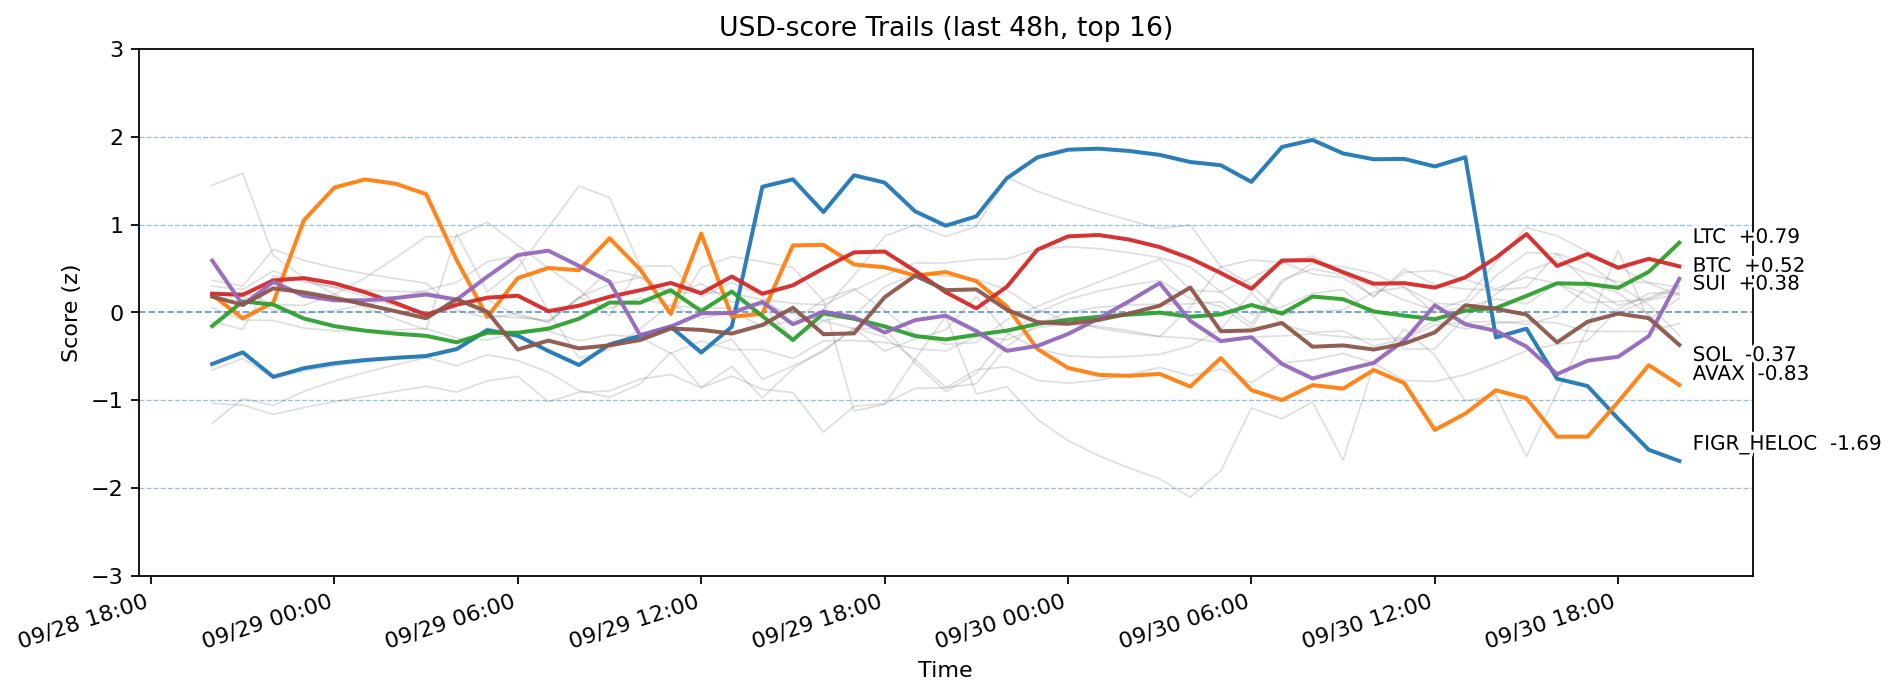 USD-score Trails (last 48h, top 16)
Score (z)
3
2
1
0
−1
−2
−3
LTC +0.79
BTC +0.52
SUI +0.38
SOL -0.37
AVAX -0.83
FIGR_HELOC -1.69
09/28 18:00
09/29 00:00
09/29 06:00
09/29 12:00
09/29 18:00
09/30 00:00
09/30 06:00
09/30 12:00
09/30 18:00
Time